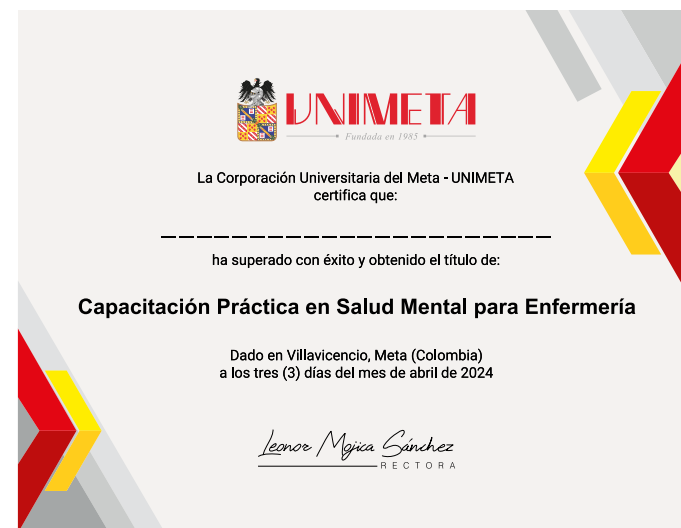 UNIMETA
Fundada en 1985
La Corporación Universitaria del Meta - UNIMETA
certifica que:
_______________________
ha superado con éxito y obtenido el título de:
Capacitación Práctica en Salud Mental para Enfermería
Dado en Villavicencio, Meta (Colombia)
a los tres (3) días del mes de abril de 2024
Leonor Mojica Sánchez
RECTORA